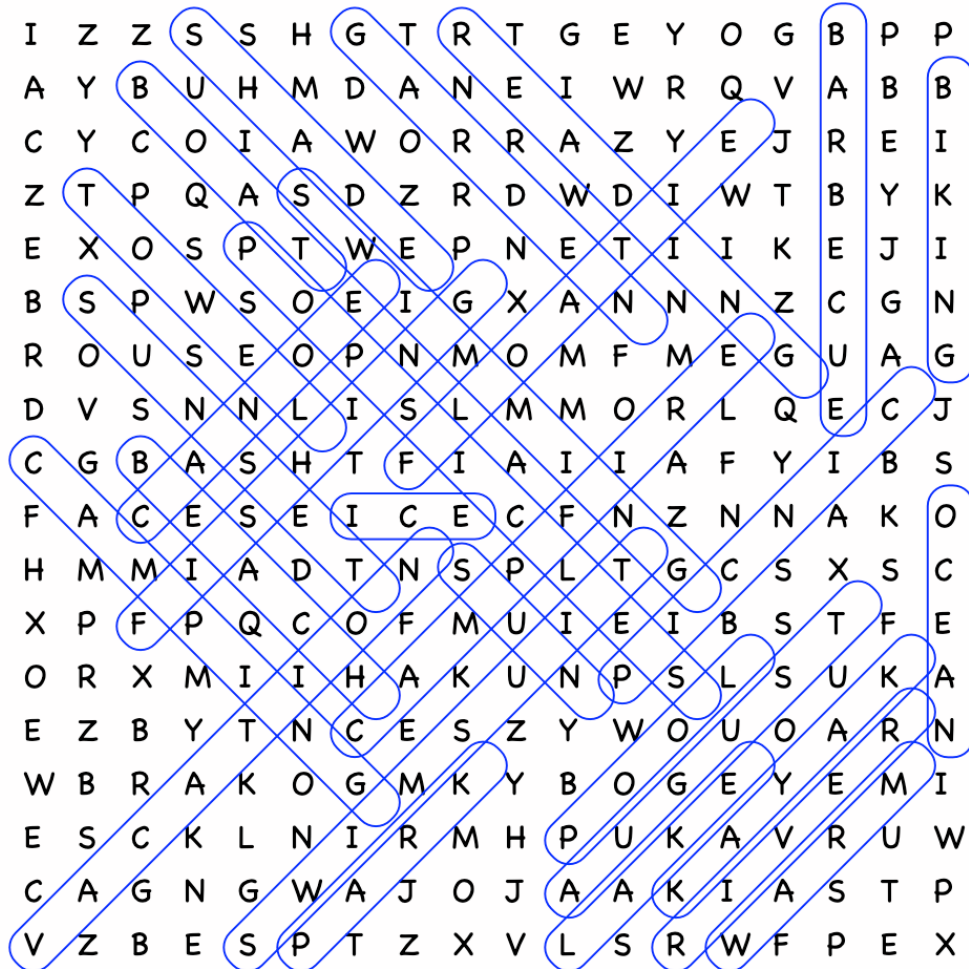 I Z Z S S H G T R T G E Y O G B P P
A Y B U H M D A N E I W R Q V A B B
C Y C O I A W O R R A Z Y E J R E I
Z T P Q A S D Z R D W D I W T B Y K
E X O S P T W E P N E T I I K E J I
B S P W S O E I G X A N N N Z C G N
R O U S E O P N M O M F M E G U A G
D V S N N L I S L M M O R L Q E C J
C G B A S H T F I A I I A F Y I B S
F A C E S E I C E C F N Z N N A K O
H M M I A D T N S P L T G C S X S C
X P F P Q C O F M U I E I B S T F E
O R X M I I H A K U N P S L S U K A
E Z B Y T N C E S Z Y W O U O A R N
W B R A K O G M K Y B O G E Y E M I
E S C K L N I R M H P U K A V R U W
C A G N G W A J O J A A K I A S T P
V Z B E S P T Z X V L S R W F P E X